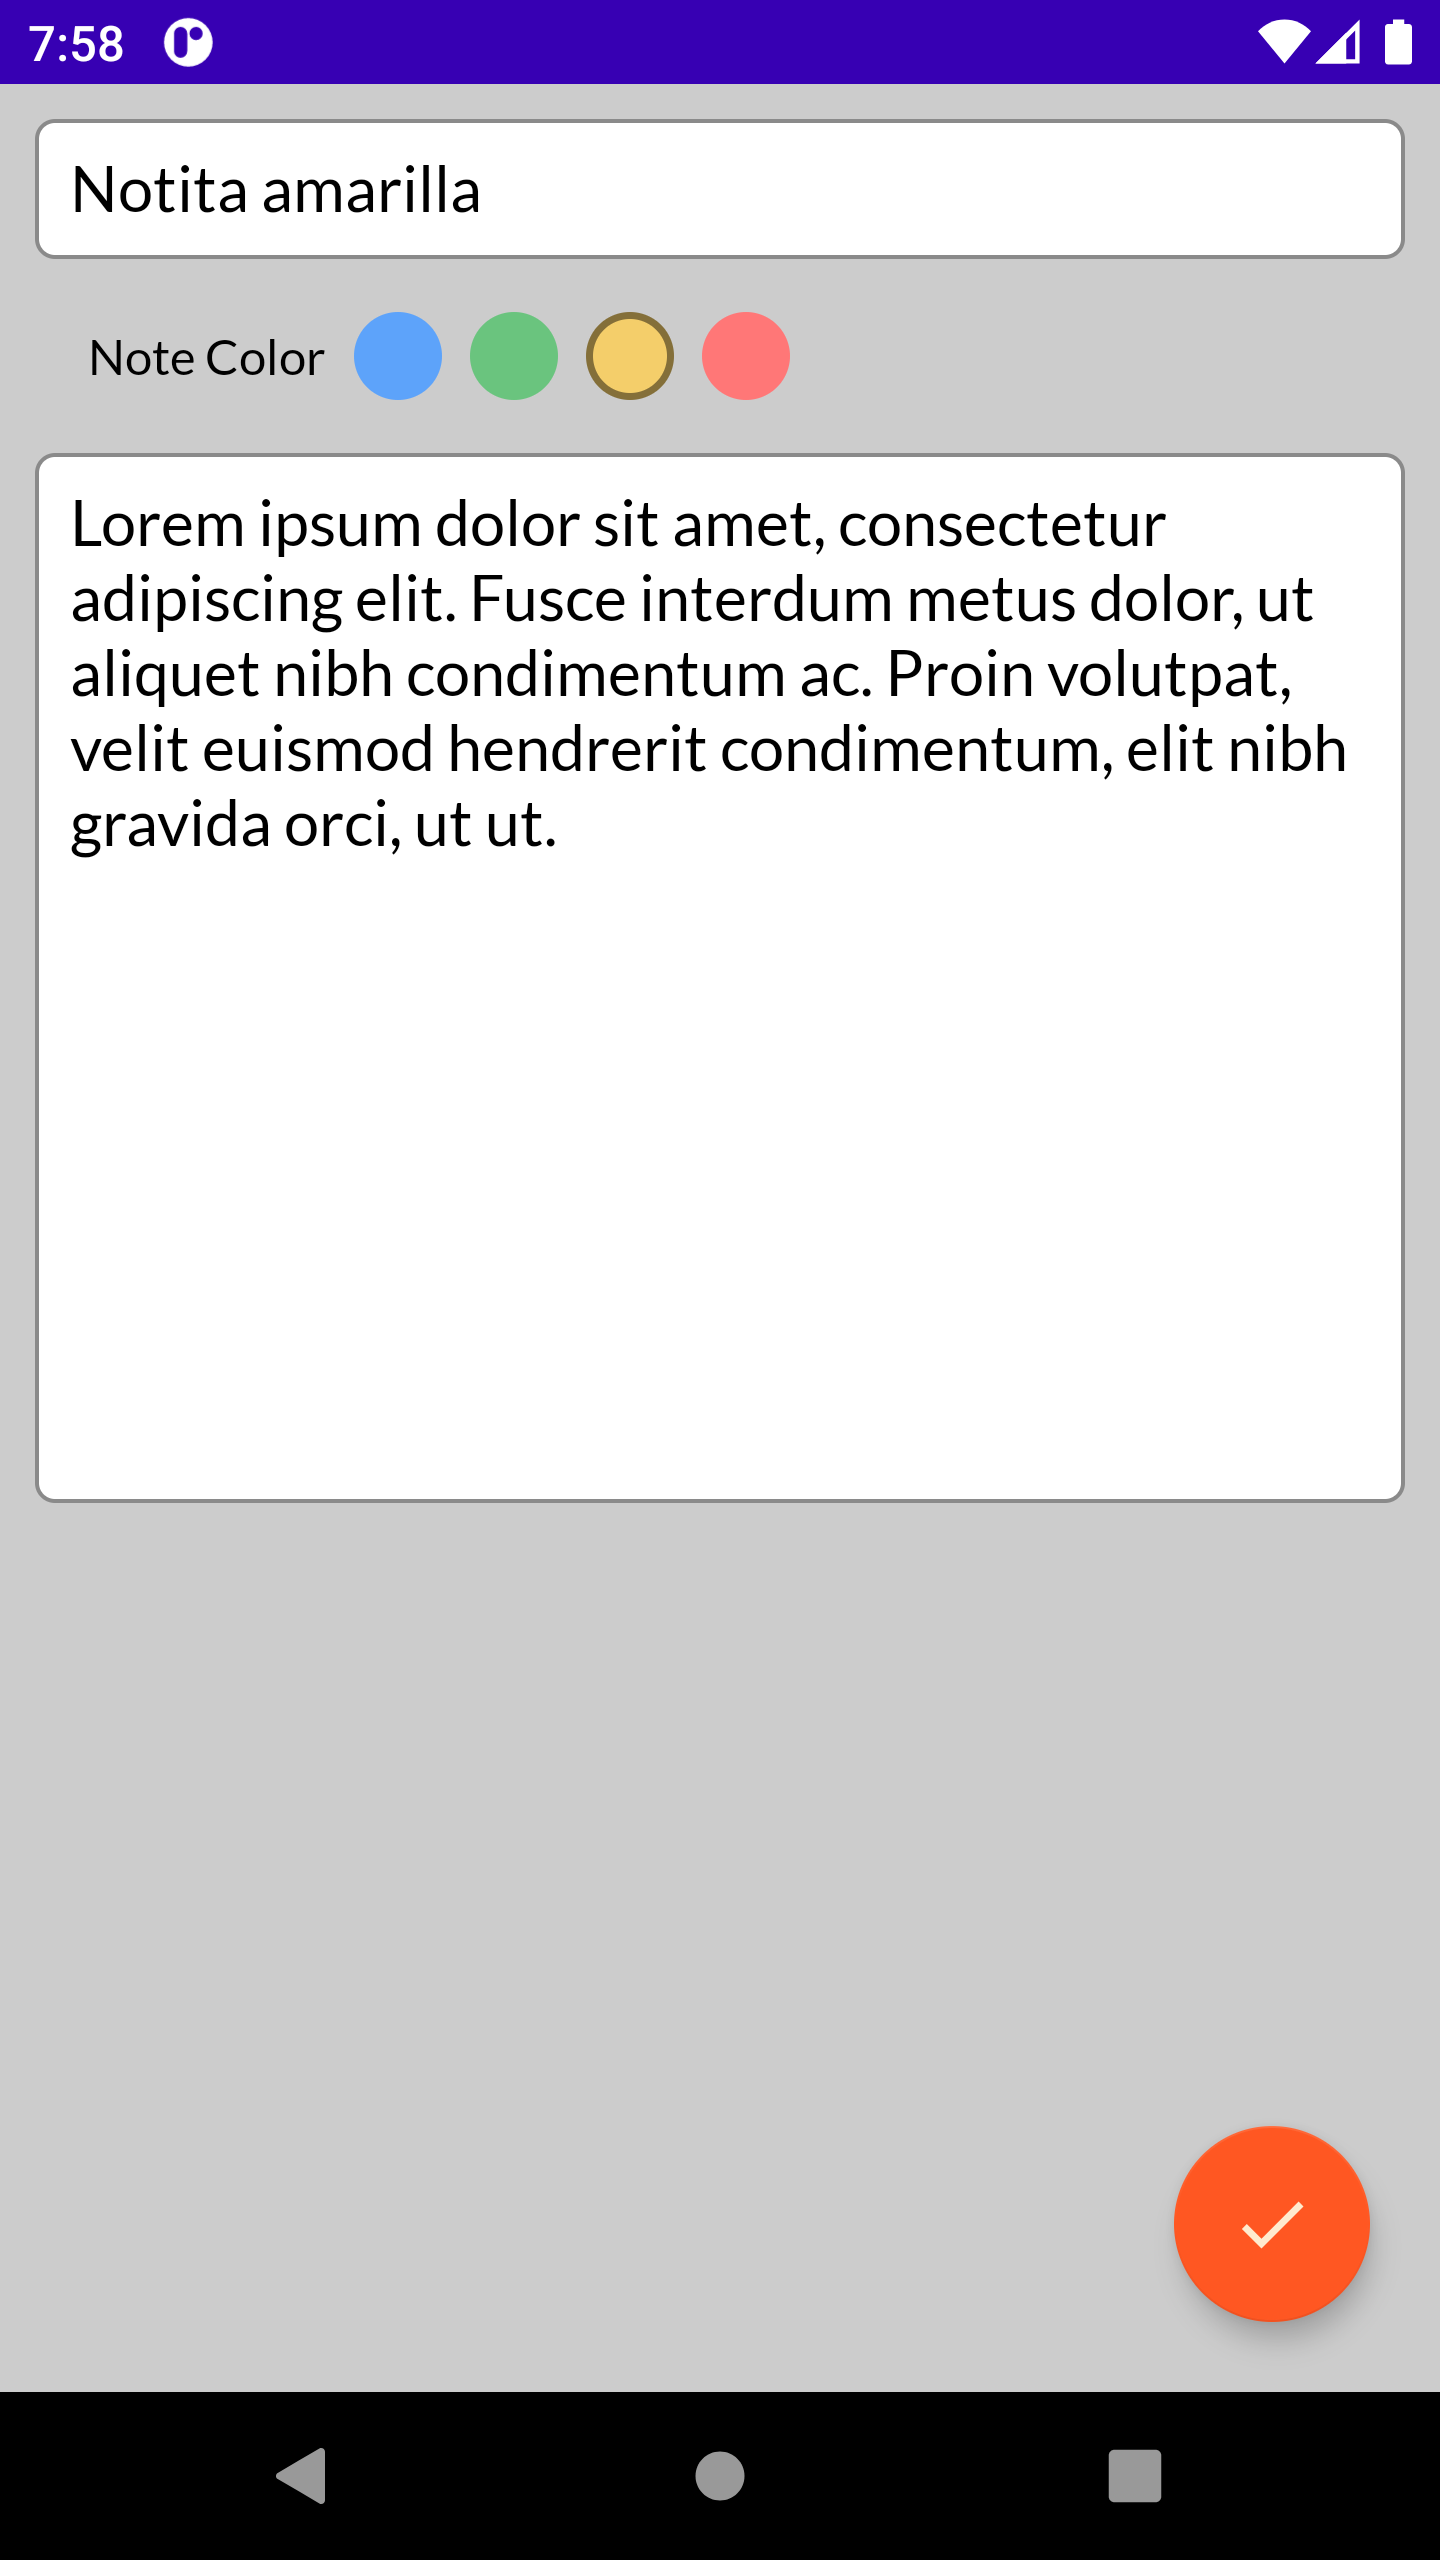 7:58
Notita amarilla
Note Color
Lorem ipsum dolor sit amet, consectetur
adipiscing elit. Fusce interdum metus dolor, ut
aliquet nibh condimentum ac. Proin volutpat,
velit euismod hendrerit condimentum, elit nibh
gravida orci, ut ut.